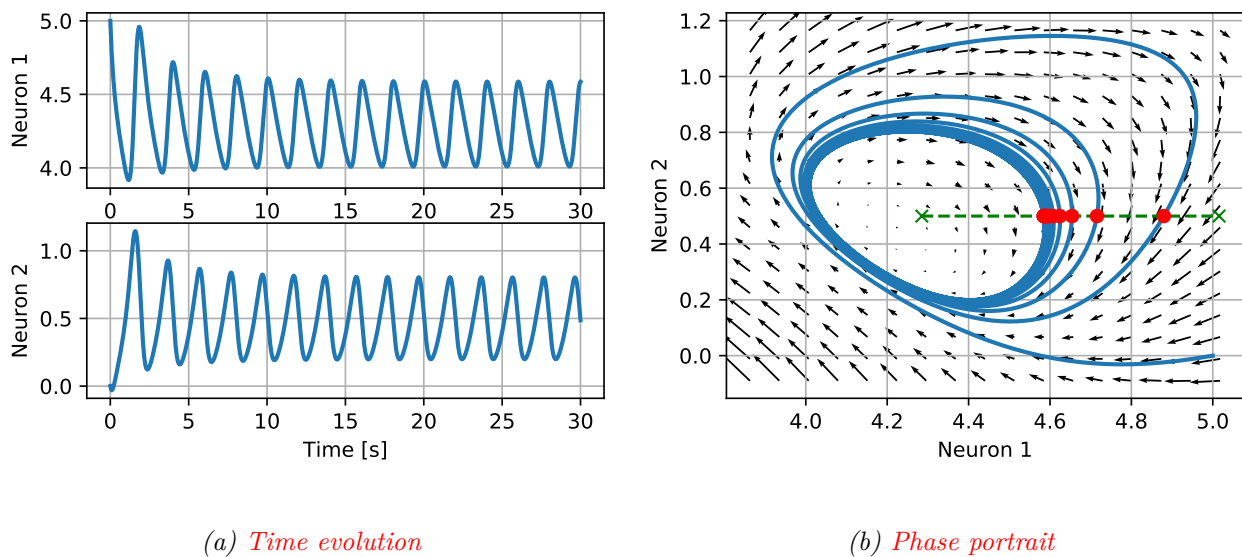 5.0
4.5
4.0
Neuron 1
0 5 10 15 20 25 30
1.0
0.5
0.0
Neuron 2
0 5 10 15 20 25 30
Time [s]
(a) Time evolution
1.2
1.0
0.8
0.6
0.4
0.2
0.0
Neuron 2
4.0 4.2 4.4 4.6 4.8 5.0
Neuron 1
(b) Phase portrait